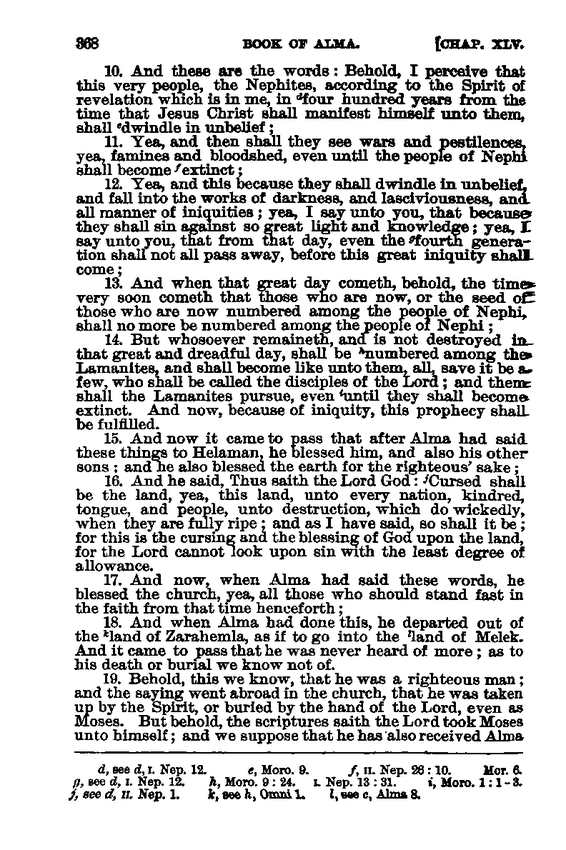 368 BOOK OF ALMA. [CHAP. XLV.
10. And these are the words: Behold, I perceive that
this very people, the Nephites, according to the Spirit of
revelation which is in me, in ᵈfour hundred years from the
time that Jesus Christ shall manifest himself unto them,
shall ᵉdwindle in unbelief;
11. Yea, and then shall they see wars and pestilences,
yea, famines and bloodshed, even until the people of Nephi
shall become ᶠextinct;
12. Yea, and this because they shall dwindle in unbelief,
and fall into the works of darkness, and lasciviousness, and
all manner of iniquities; yea, I say unto you, that because
they shall sin against so great light and knowledge; yea, I
say unto you, that from that day, even the ᵍfourth genera-
tion shall not all pass away, before this great iniquity shall
come;
13. And when that great day cometh, behold, the time
very soon cometh that those who are now, or the seed of
those who are now numbered among the people of Nephi,
shall no more be numbered among the people of Nephi;
14. But whosoever remaineth, and is not destroyed in
that great and dreadful day, shall be ʰnumbered among the
Lamanites, and shall become like unto them, all, save it be a
few, who shall be called the disciples of the Lord; and them
shall the Lamanites pursue, even ⁱuntil they shall become
extinct. And now, because of iniquity, this prophecy shall
be fulfilled.
15. And now it came to pass that after Alma had said
these things to Helaman, he blessed him, and also his other
sons; and he also blessed the earth for the righteous' sake;
16. And he said, Thus saith the Lord God: ʲCursed shall
be the land, yea, this land, unto every nation, kindred,
tongue, and people, unto destruction, which do wickedly,
when they are fully ripe; and as I have said, so shall it be;
for this is the cursing and the blessing of God upon the land,
for the Lord cannot look upon sin with the least degree of
allowance.
17. And now, when Alma had said these words, he
blessed the church, yea, all those who should stand fast in
the faith from that time henceforth;
18. And when Alma had done this, he departed out of
the ᵏland of Zarahemla, as if to go into the ˡland of Melek.
And it came to pass that he was never heard of more; as to
his death or burial we know not of.
19. Behold, this we know, that he was a righteous man;
and the saying went abroad in the church, that he was taken
up by the Spirit, or buried by the hand of the Lord, even as
Moses. But behold, the scriptures saith the Lord took Moses
unto himself; and we suppose that he has also received Alma
d, see d, I. Nep. 12. e, Moro. 9. f, II. Nep. 26:10. Mor. 6.
g, see d, I. Nep. 12. h, Moro. 9:24. I. Nep. 13:31. i, Moro. 1:1-3.
j, see d, II. Nep. 1. k, see h, Omni 1. l, see c, Alma 8.